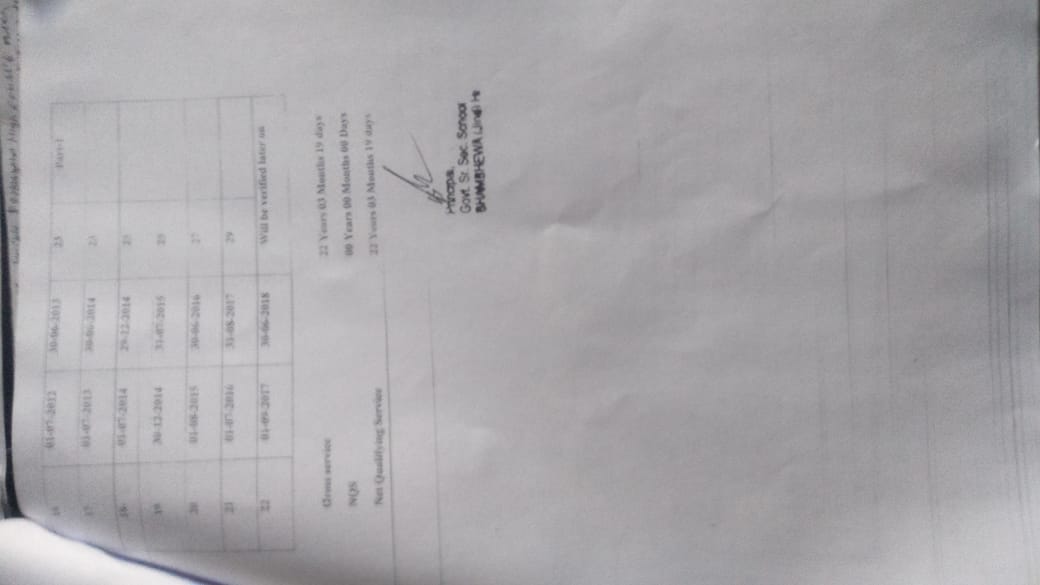 16 01-07-2012 30-06-2013 23 Part-I
17 01-07-2013 30-06-2014 23
18 01-07-2014 29-12-2014 25
19 30-12-2014 31-07-2015 25
20 01-08-2015 30-06-2016 27
21 01-07-2016 31-08-2017 29
22 01-09-2017 30-06-2018 Will be verified later on
Gross service 22 Years 03 Months 19 days
NQS 00 Years 00 Months 00 Days
Net Qualifying Service 22 Years 03 Months 19 days
Principal
Govt. Sr. Sec. School
BHAMBHEWA (Jind) Hr